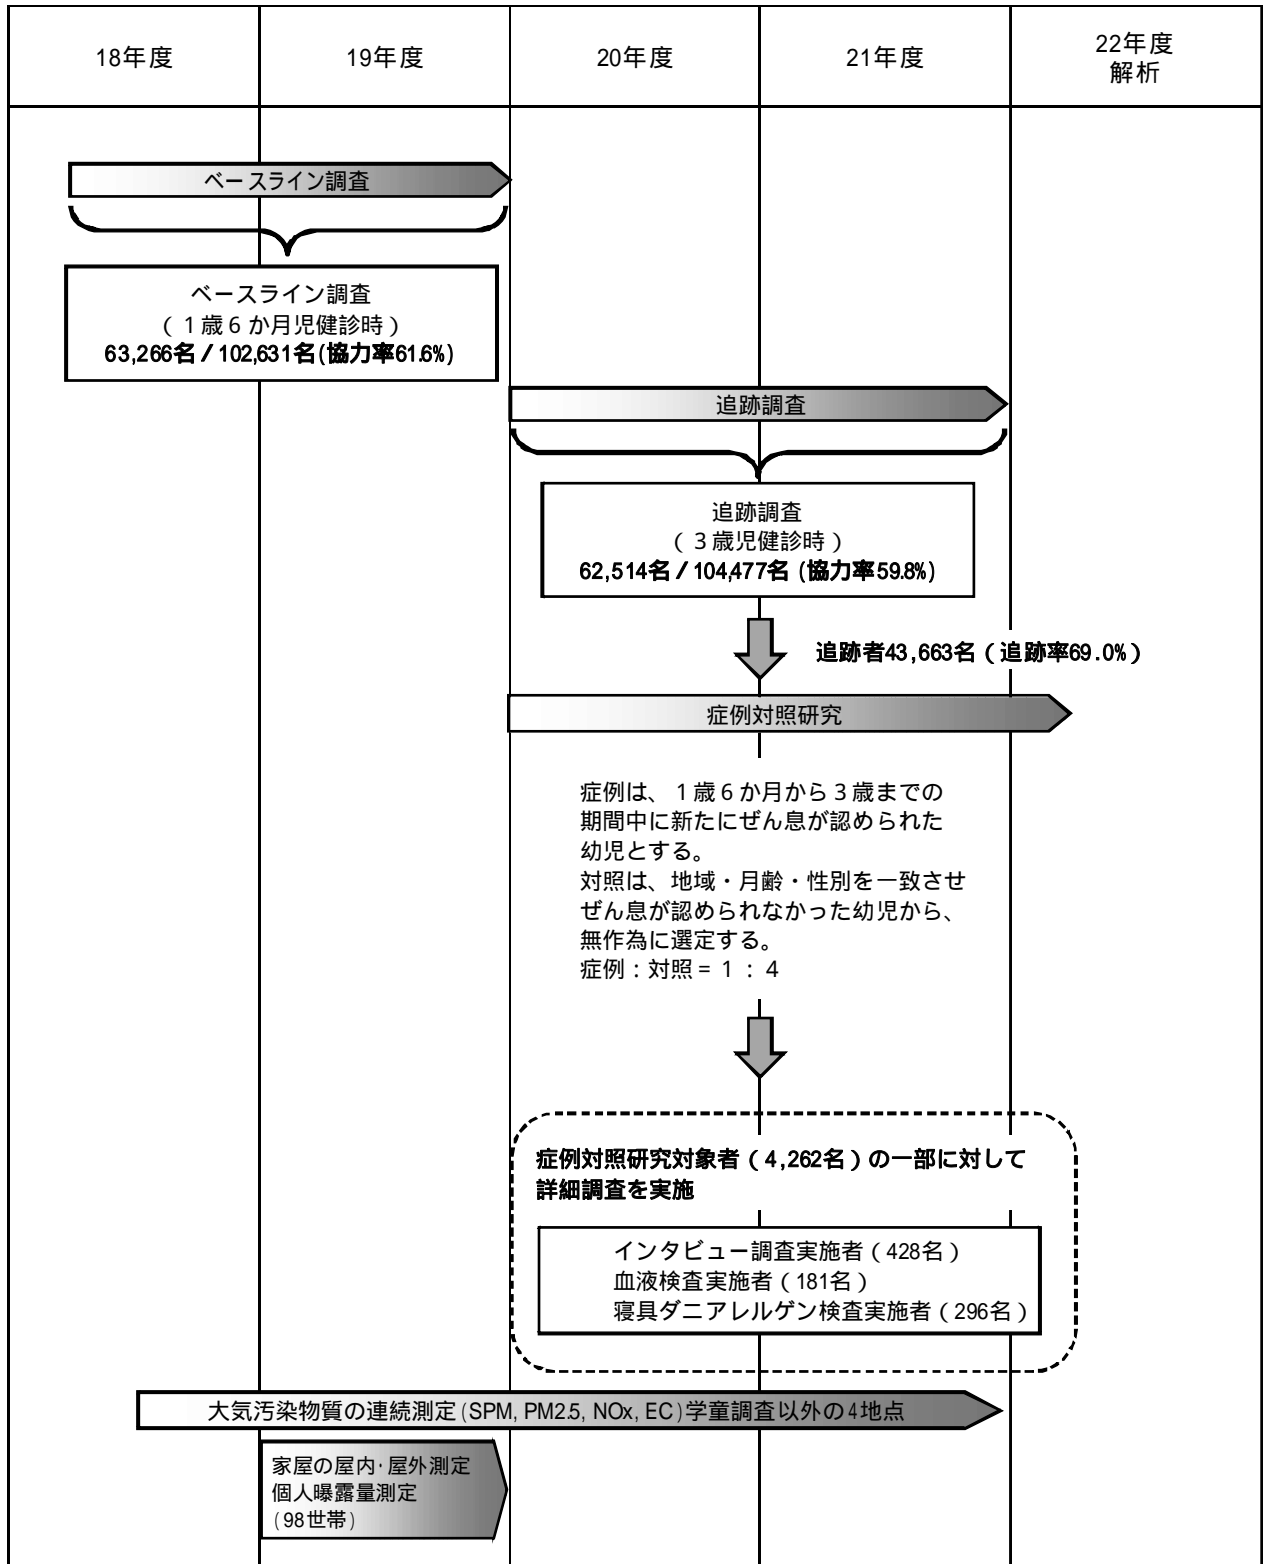 18年度
19年度
20年度
21年度
22年度
解析
ベースライン調査
ベースライン調査
(1歳6か月児健診時)
63,266名/102,631名(協力率61.6%)
追跡調査
追跡調査
(3歳児健診時)
62,514名/104,477名(協力率59.8%)
追跡者43,663名(追跡率69.0%)
症例対照研究
症例は、1歳6か月から3歳までの
期間中に新たにぜん息が認められた
幼児とする。
対照は、地域・月齢・性別を一致させ
ぜん息が認められなかった幼児から、
無作為に選定する。
症例:対照=1:4
症例対照研究対象者(4,262名)の一部に対して
詳細調査を実施
インタビュー調査実施者(428名)
血液検査実施者(181名)
寝具ダニアレルゲン検査実施者(296名)
大気汚染物質の連続測定(SPM, PM2.5, NOx, EC)学童調査以外の4地点
家屋の屋内・屋外測定
個人曝露量測定
(98世帯)